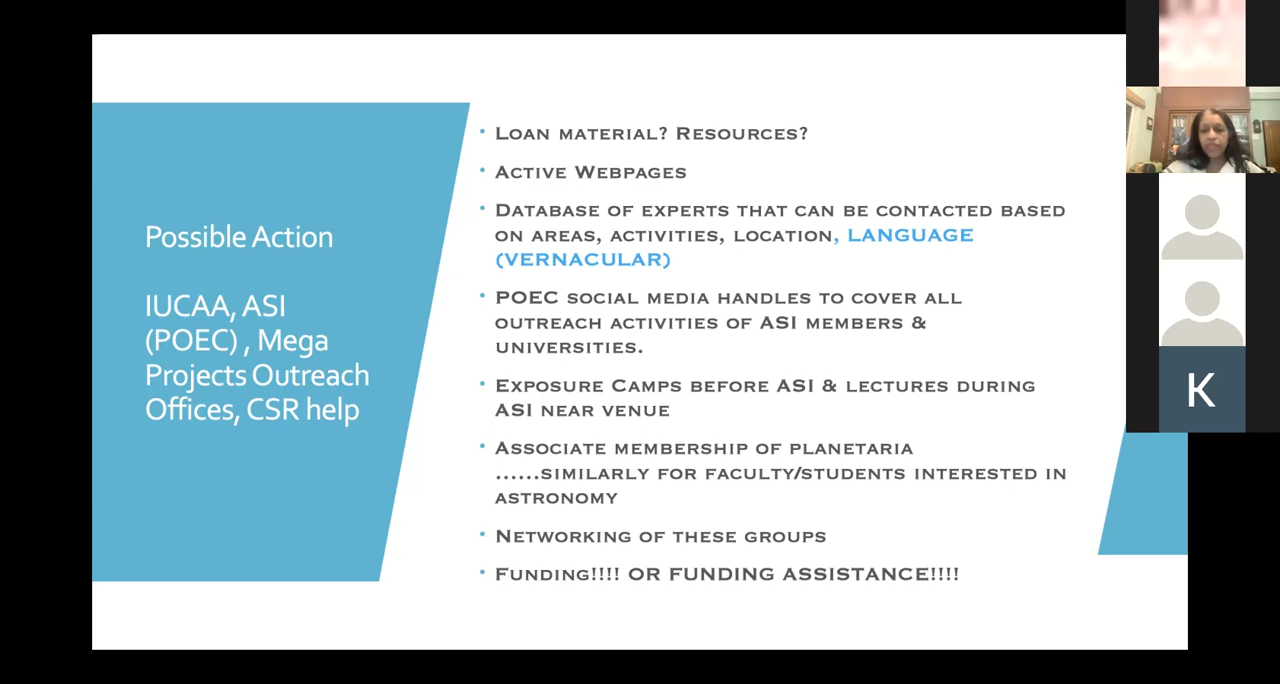 Possible Action
IUCAA, ASI
(POEC) , Mega
Projects Outreach
Offices, CSR help
• Loan material? Resources?
• Active Webpages
• Database of experts that can be contacted based
on areas, activities, location, LANGUAGE
(VERNACULAR)
• POEC social media handles to cover all
outreach activities of ASI members &
universities.
• Exposure Camps before ASI & lectures during
ASI near venue
• Associate membership of planetaria
......similarly for faculty/students interested in
astronomy
• Networking of these groups
• Funding!!!! OR FUNDING ASSISTANCE!!!!
K